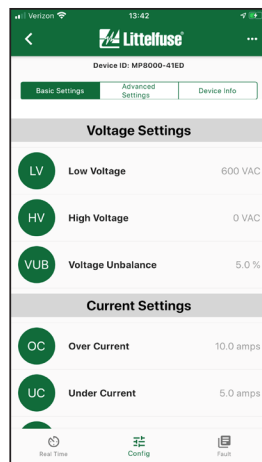 Verizon 13:42
Littelfuse
Device ID: MP8000-41ED
Basic Settings Advanced Settings Device Info
Voltage Settings
LV Low Voltage 600 VAC
HV High Voltage 0 VAC
VUB Voltage Unbalance 5.0 %
Current Settings
OC Over Current 10.0 amps
UC Under Current 5.0 amps
Real Time Config Fault